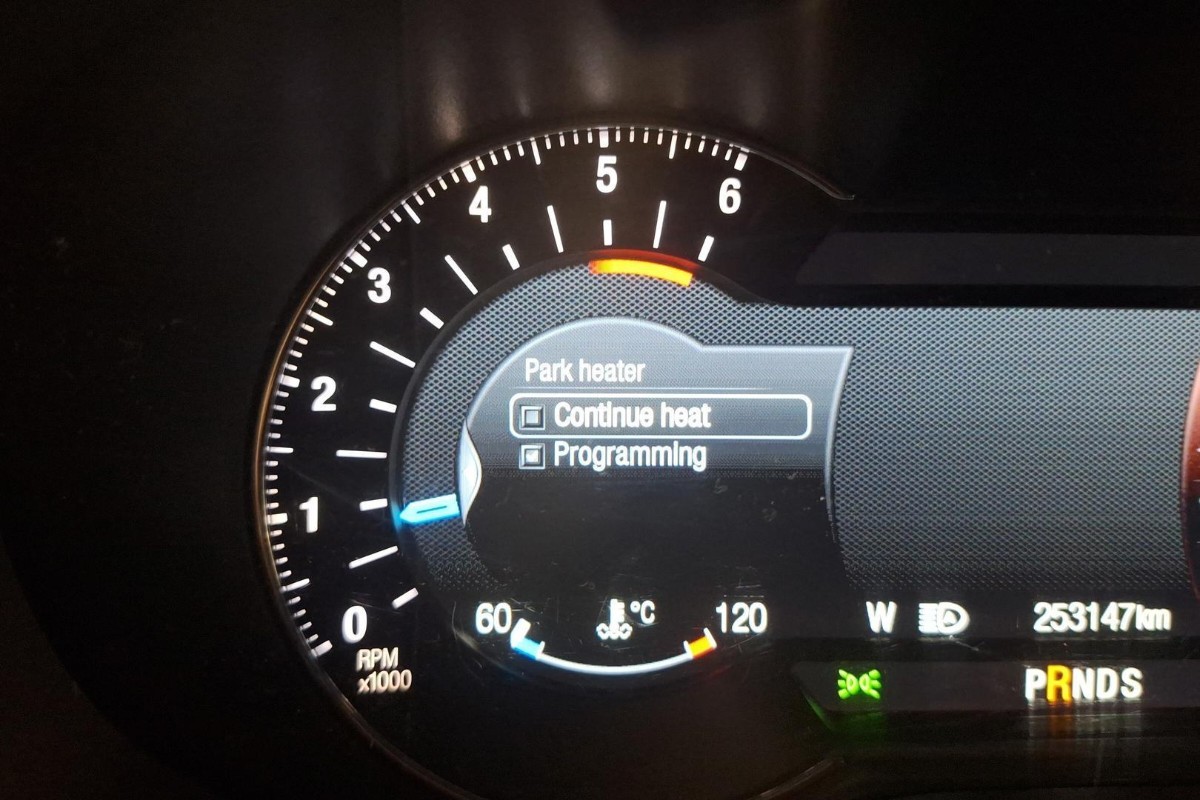 0
1
2
3
4
5
6
RPM
x1000
Park heater
Continue heat
Programming
60 °C 120
W 253147km
PRNDS